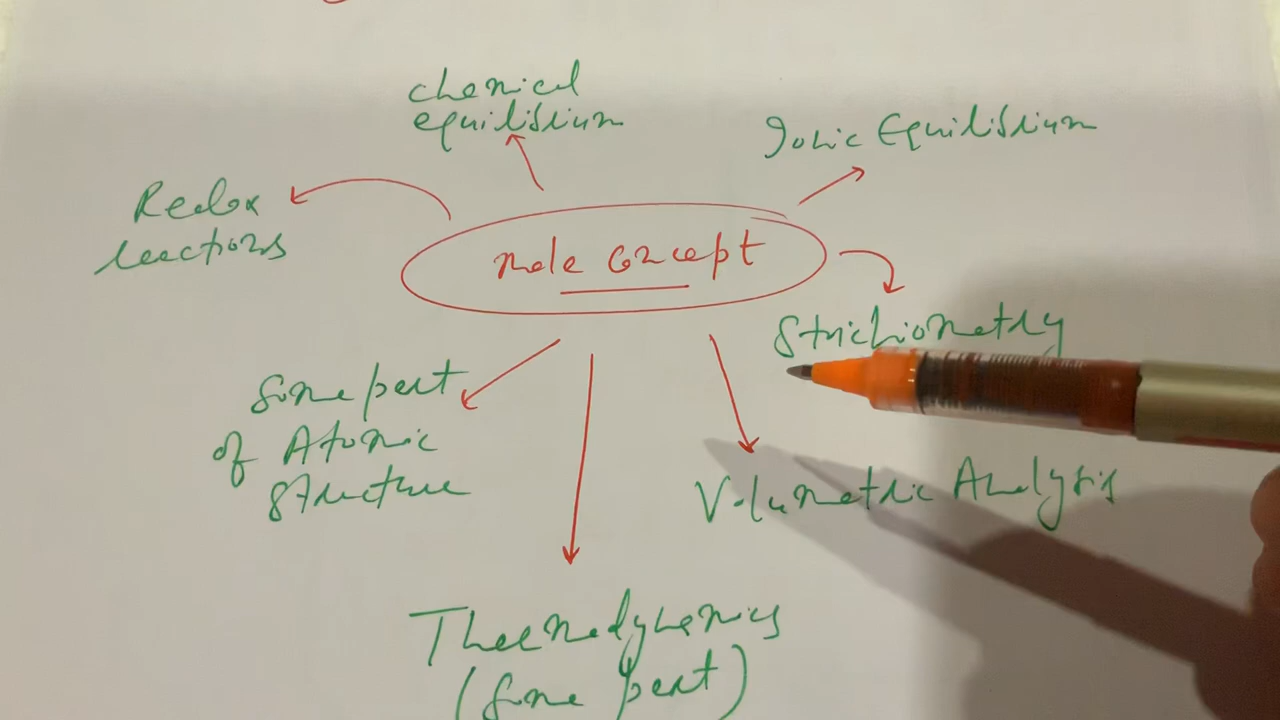 chemical
equilibrium
Ionic Equilibrium
Redox
reactions
mole concept
Stoichiometry
Some part
of Atomic
Structure
Volumetric Analysis
Thermodynamics
(Some part)